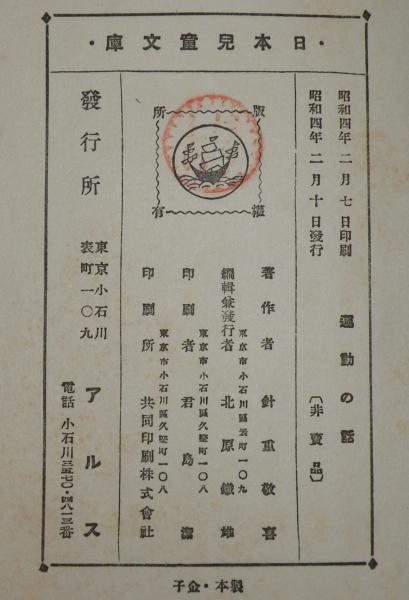 ・日本兒童文庫・
昭和四年二月七日印刷
昭和四年二月十日發行
運動の話
〔非賣品〕
版權
所有
著作者 針重敬喜
東京市小石川區表町一〇九
編輯兼發行者 北原鐵雄
東京市小石川區久堅町一〇八
印刷者 君島潔
東京市小石川區久堅町一〇八
印刷所 共同印刷株式會社
發行所
東京小石川
表町一〇九
アルス
電話 小石川
製本・金子